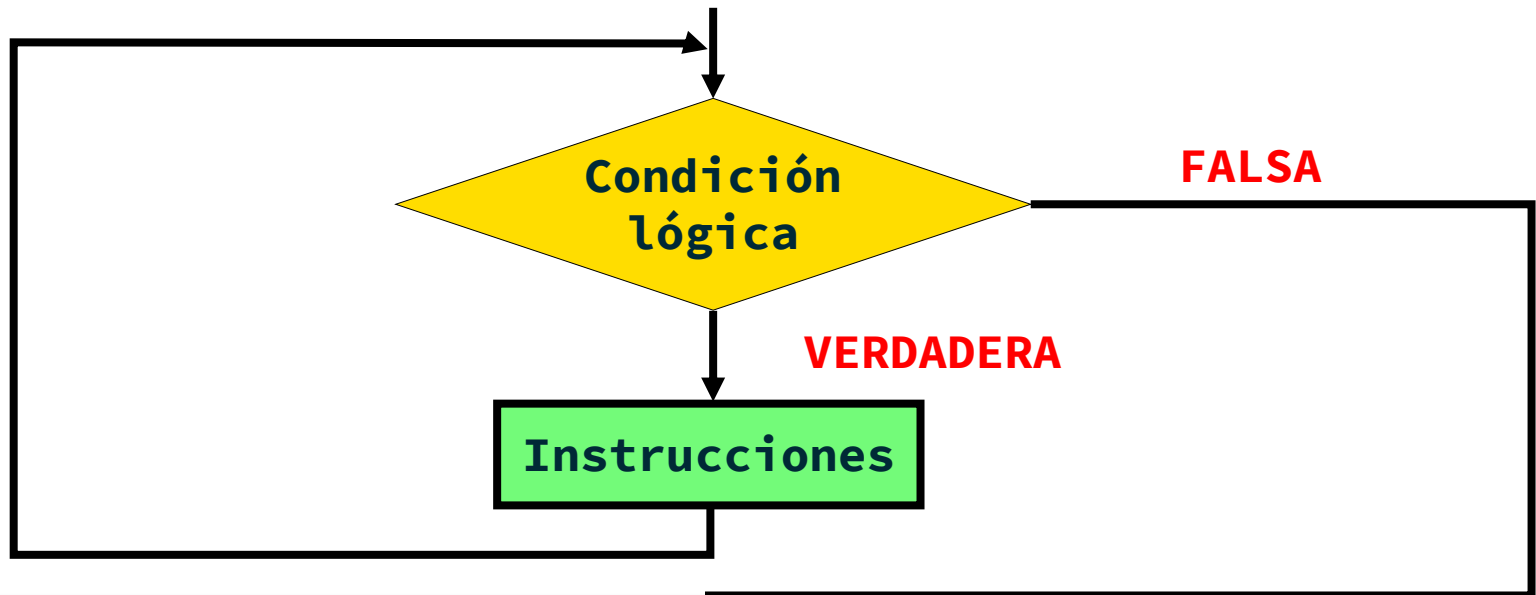 Condición
lógica
FALSA
VERDADERA
Instrucciones